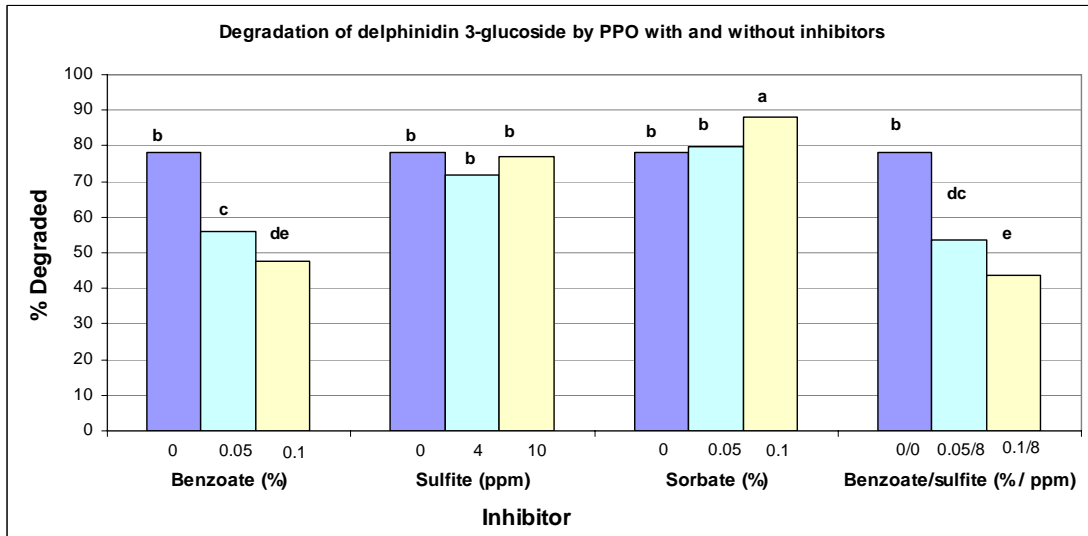 Degradation of delphinidin 3-glucoside by PPO with and without inhibitors
100
90
80
70
60
50
40
30
20
10
0
% Degraded
b
c
de
b
b
b
b
b
a
b
dc
e
0 0.05 0.1
0 4 10
0 0.05 0.1
0/0 0.05/8 0.1/8
Benzoate (%)
Sulfite (ppm)
Sorbate (%)
Benzoate/sulfite (% / ppm)
Inhibitor